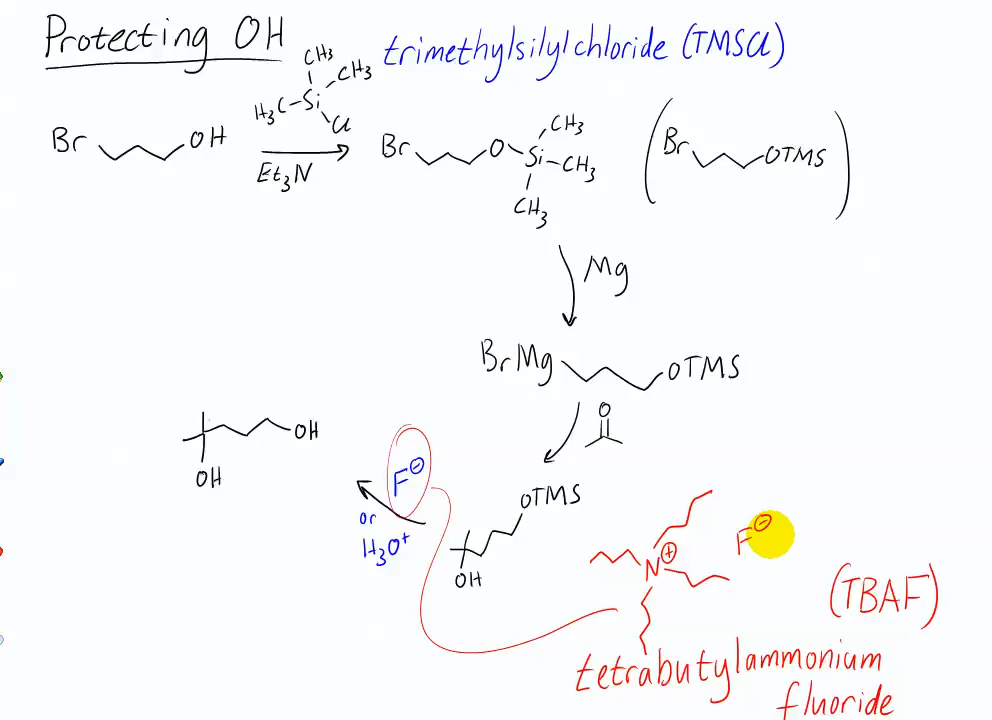 Protecting OH
trimethylsilylchloride (TMSCl)
CH3
CH3
H3C-Si
Cl
Br OH
Et3N
Br O Si CH3
CH3
CH3
(Br OTMS)
Mg
BrMg OTMS
O
OH
OH
F⊖
or
H3O+
OTMS
OH
N⊕
F⊖
(TBAF)
tetrabutylammonium
fluoride